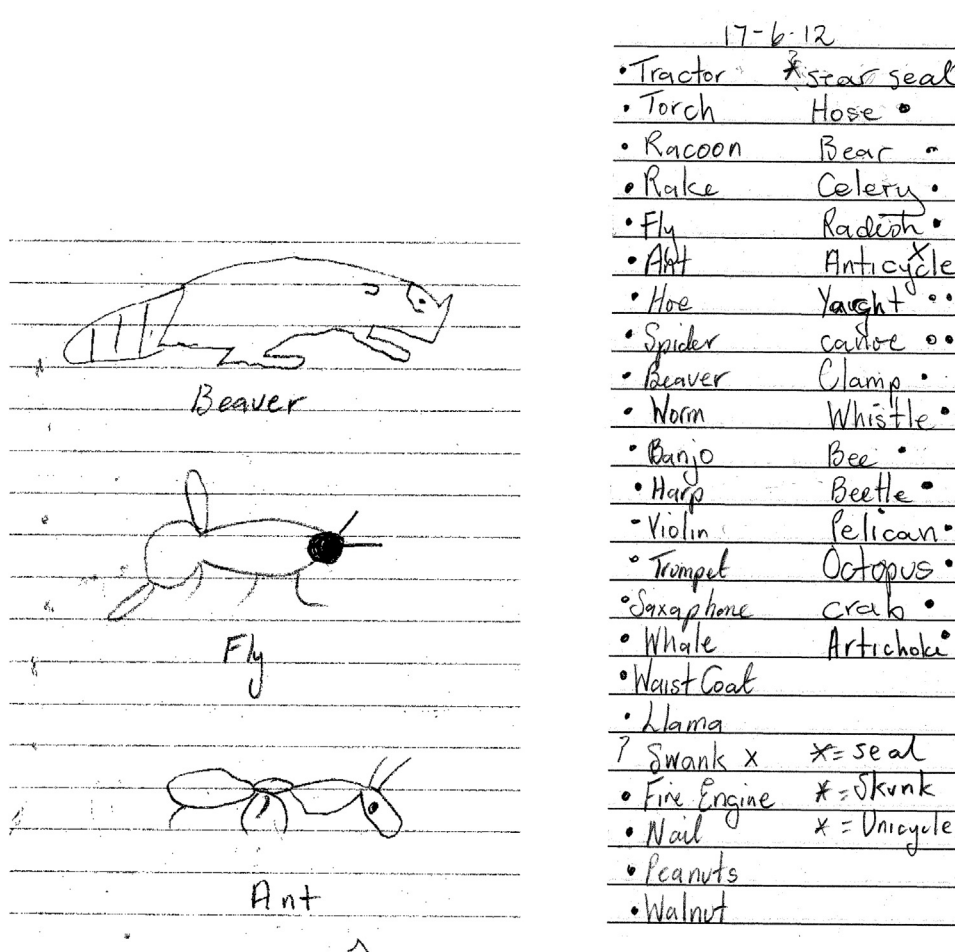 Beaver
Fly
Ant
17-6-12
• Tractor ?* star seal
• Torch Hose •
• Racoon Bear •
• Rake Celery •
• Fly Radish •
• Ant Anticycle x
• Hoe Yaught ••
• Spider canoe ••
• Beaver Clamp •
• Worm Whistle •
• Banjo Bee •
• Harp Beetle •
• Violin Pelican •
• Trumpet Octopus •
• Saxaphone crab •
• Whale Artichoke •
• Waist Coat
• Llama
? Swank x *= seal
• Fire Engine *= Skunk
• Nail * = Unicycle
• Peanuts
• Walnut